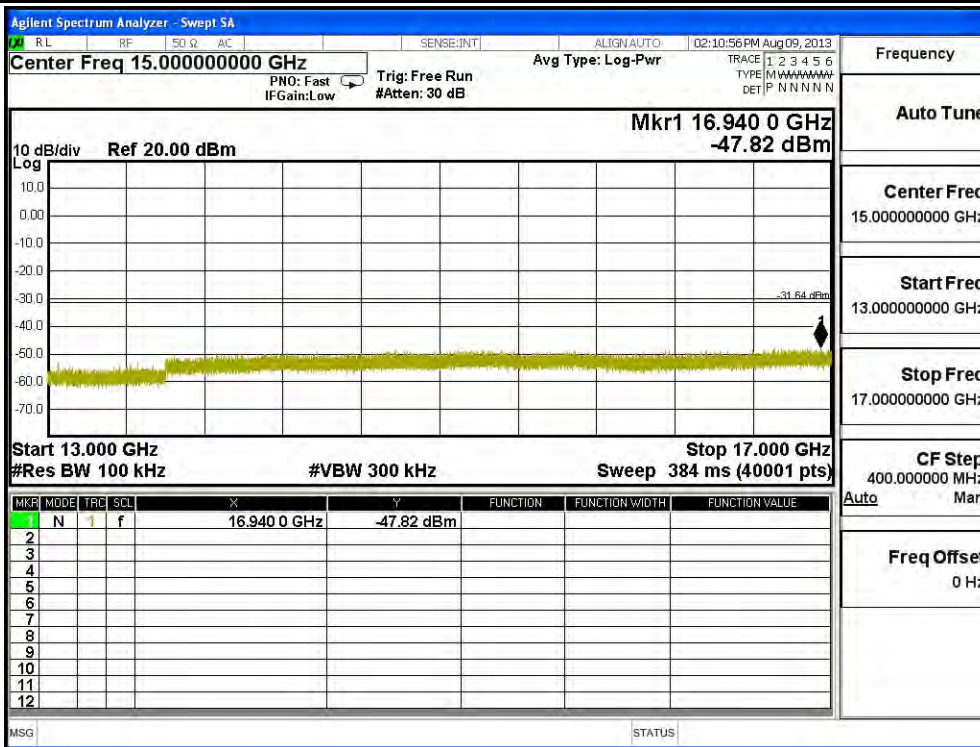 Agilent Spectrum Analyzer - Swept SA
RL RF 50 Ω AC SENSE:INT ALIGN AUTO 02:10:56 PM Aug 09, 2013
Center Freq 15.000000000 GHz
PNO: Fast
IFGain:Low
Trig: Free Run
#Atten: 30 dB
Avg Type: Log-Pwr
TRACE 1 2 3 4 5 6
TYPE M
DET P N N N N N
Mkr1 16.940 0 GHz
-47.82 dBm
10 dB/div Ref 20.00 dBm
Log
10.0
0.00
-10.0
-20.0
-30.0
-31.64 dBm
-40.0
1
-50.0
-60.0
-70.0
Start 13.000 GHz Stop 17.000 GHz
#Res BW 100 kHz #VBW 300 kHz Sweep 384 ms (40001 pts)
MKR MODE TRC SCL X Y FUNCTION FUNCTION WIDTH FUNCTION VALUE
1 N 1 f 16.940 0 GHz -47.82 dBm
2
3
4
5
6
7
8
9
10
11
12
MSG STATUS
Frequency
Auto Tune
Center Freq
15.000000000 GHz
Start Freq
13.000000000 GHz
Stop Freq
17.000000000 GHz
CF Step
400.000000 MHz
Auto Man
Freq Offset
0 Hz